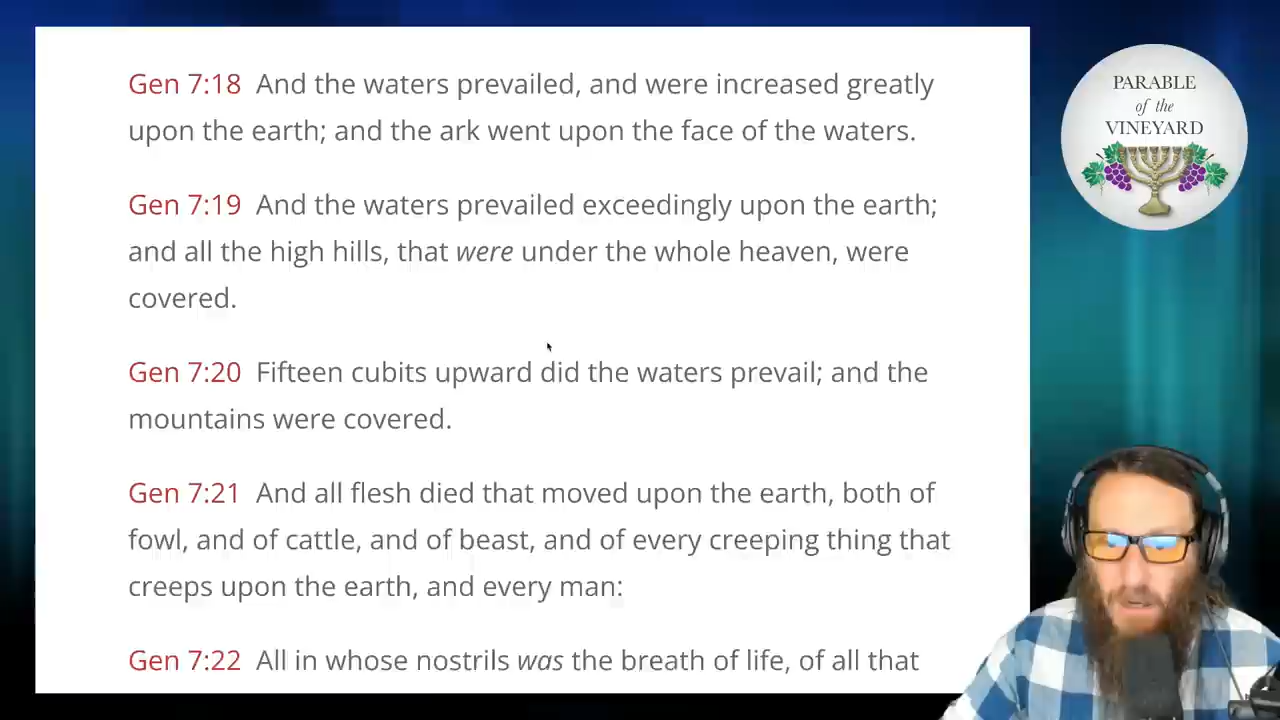 Gen 7:18  And the waters prevailed, and were increased greatly
upon the earth; and the ark went upon the face of the waters.
Gen 7:19  And the waters prevailed exceedingly upon the earth;
and all the high hills, that were under the whole heaven, were
covered.
Gen 7:20  Fifteen cubits upward did the waters prevail; and the
mountains were covered.
Gen 7:21  And all flesh died that moved upon the earth, both of
fowl, and of cattle, and of beast, and of every creeping thing that
creeps upon the earth, and every man:
Gen 7:22  All in whose nostrils was the breath of life, of all that
PARABLE
of the
VINEYARD